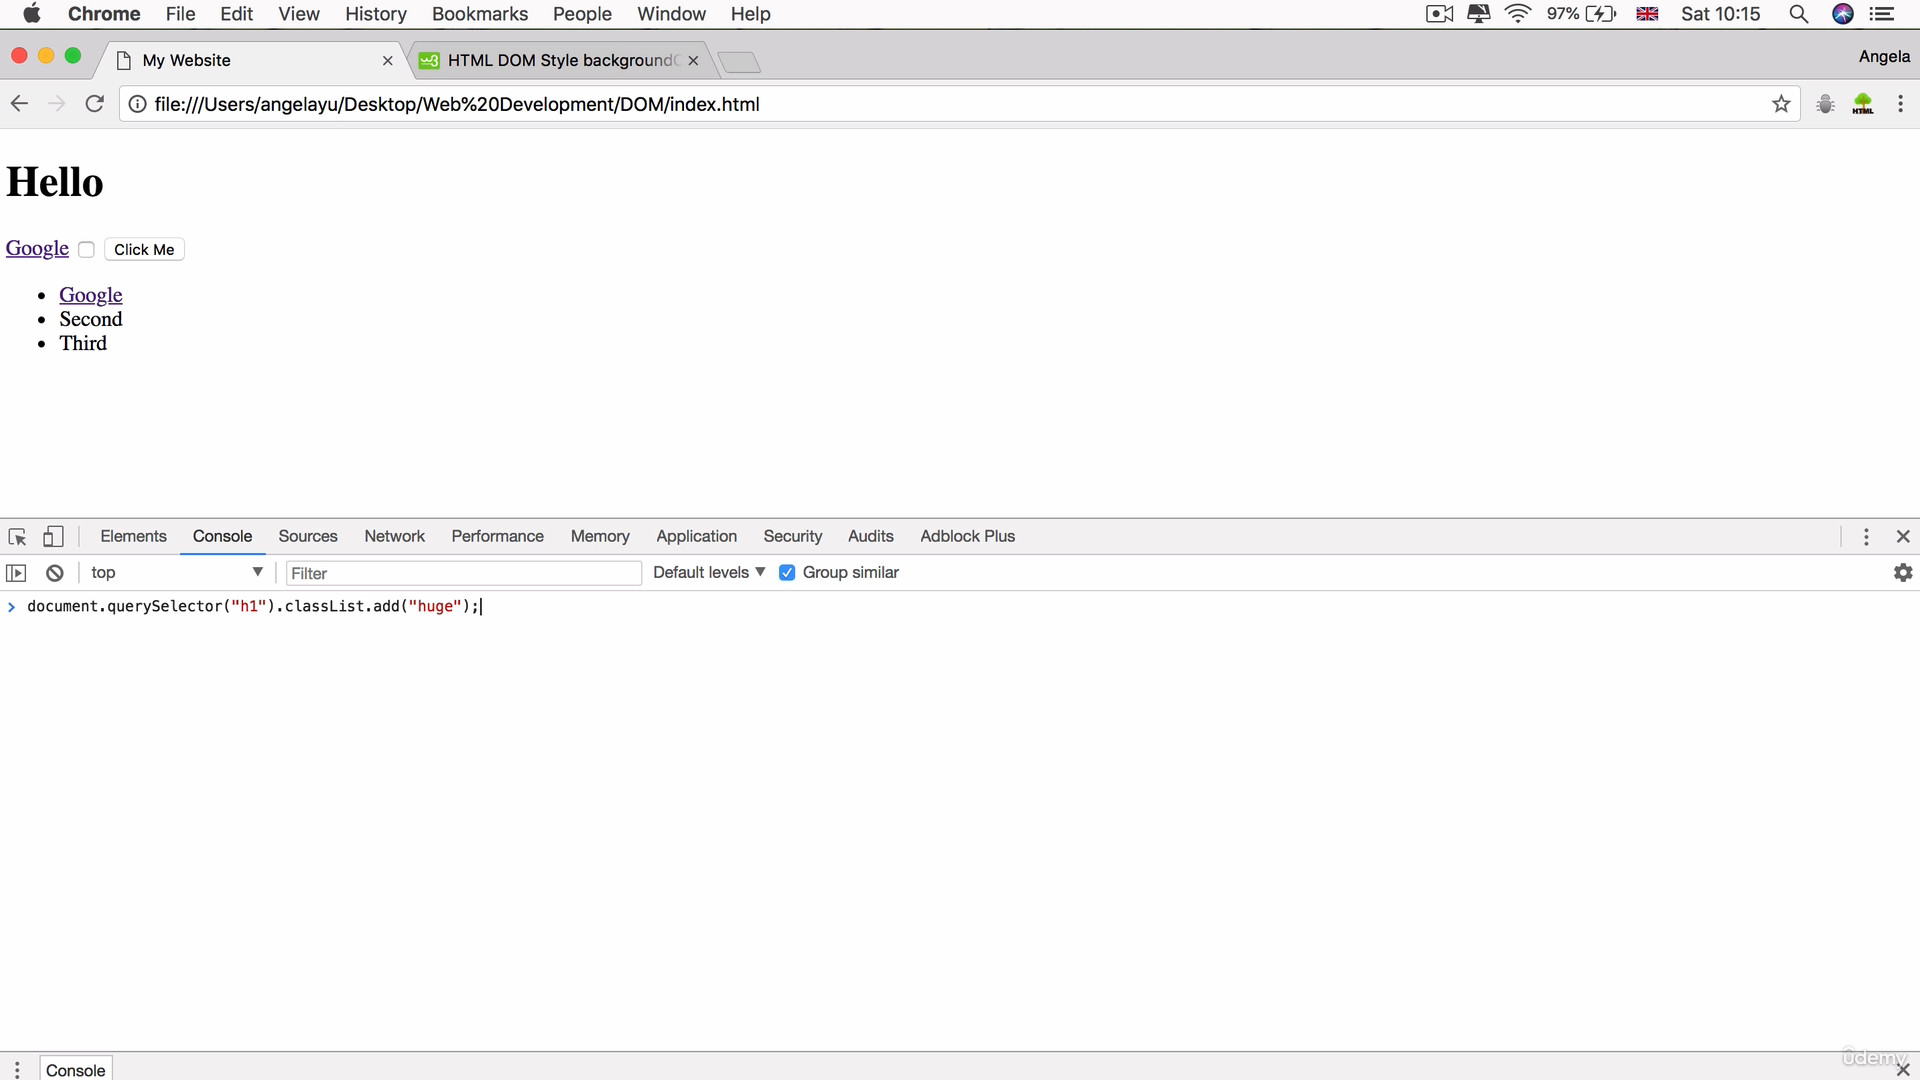 Chrome File Edit View History Bookmarks People Window Help 97% Sat 10:15
My Website HTML DOM Style background Angela
file:///Users/angelayu/Desktop/Web%20Development/DOM/index.html HTML
Hello
Google Click Me
Google
Second
Third
Elements Console Sources Network Performance Memory Application Security Audits Adblock Plus
top Filter Default levels Group similar
document.querySelector("h1").classList.add("huge");
Console
ûdemy